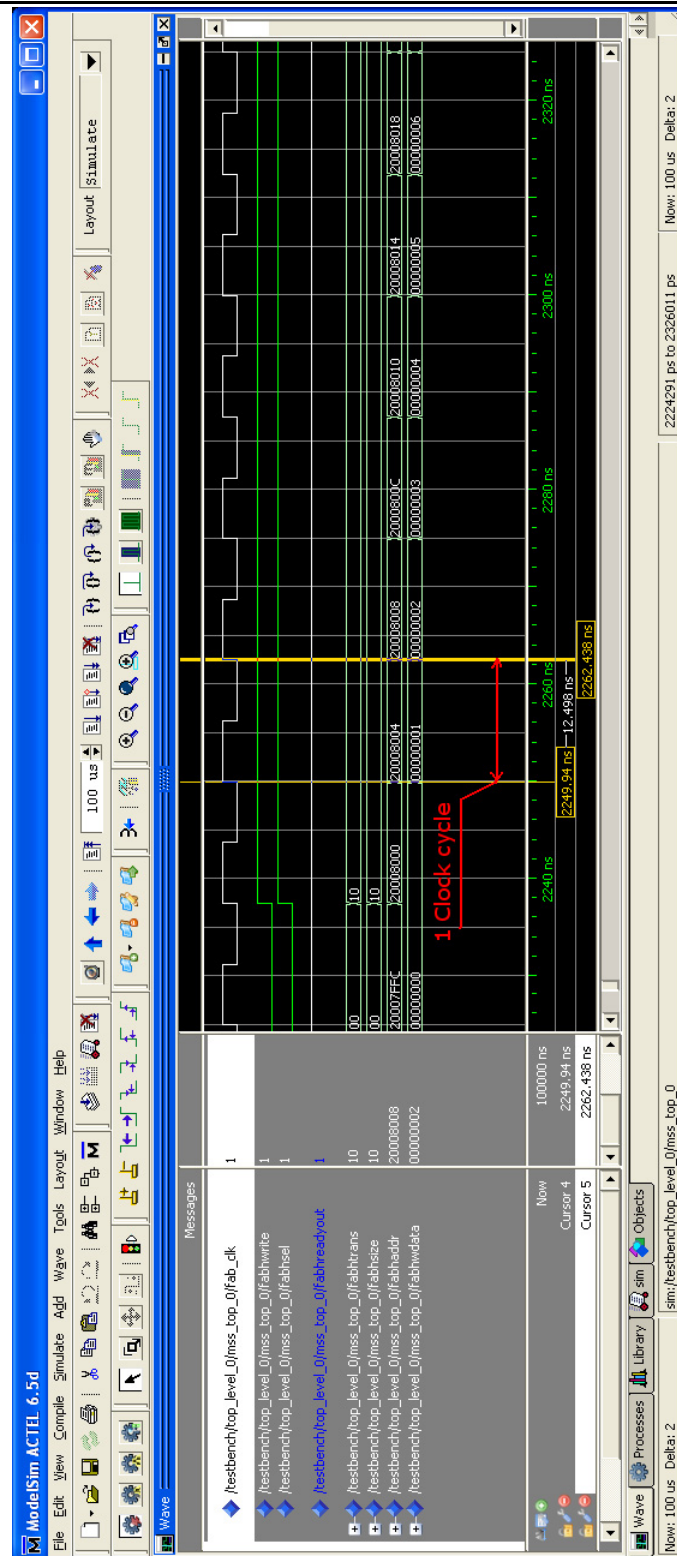 ModelSim ACTEL 6.5d
File Edit View Compile Simulate Add Wave Tools Layout Window Help
100 us
Layout Simulate
Wave
Messages
/testbench/top_level_0/mss_top_0/fab_clk 1
/testbench/top_level_0/mss_top_0/fabhwrite 1
/testbench/top_level_0/mss_top_0/fabhsel 1
/testbench/top_level_0/mss_top_0/fabhreadyout 1
/testbench/top_level_0/mss_top_0/fabhtrans 10 00 10
/testbench/top_level_0/mss_top_0/fabhsize 10 00 10
/testbench/top_level_0/mss_top_0/fabhaddr 20008008 20007FFC 20008000 20008004 20008008 2000800C 20008010 20008014 20008018
/testbench/top_level_0/mss_top_0/fabhwdata 00000002 00000000 00000001 00000002 00000003 00000004 00000005 00000006
1 Clock cycle
Now 100000 ns 2240 ns 2260 ns 2280 ns 2300 ns 2320 ns
Cursor 4 2249.94 ns 2249.94 ns 12.498 ns
Cursor 5 2262.438 ns 2262.438 ns
Wave Processes Library sim Objects
Now: 100 us Delta: 2 sim:/testbench/top_level_0/mss_top_0 2224291 ps to 2326011 ps Now: 100 us Delta: 2